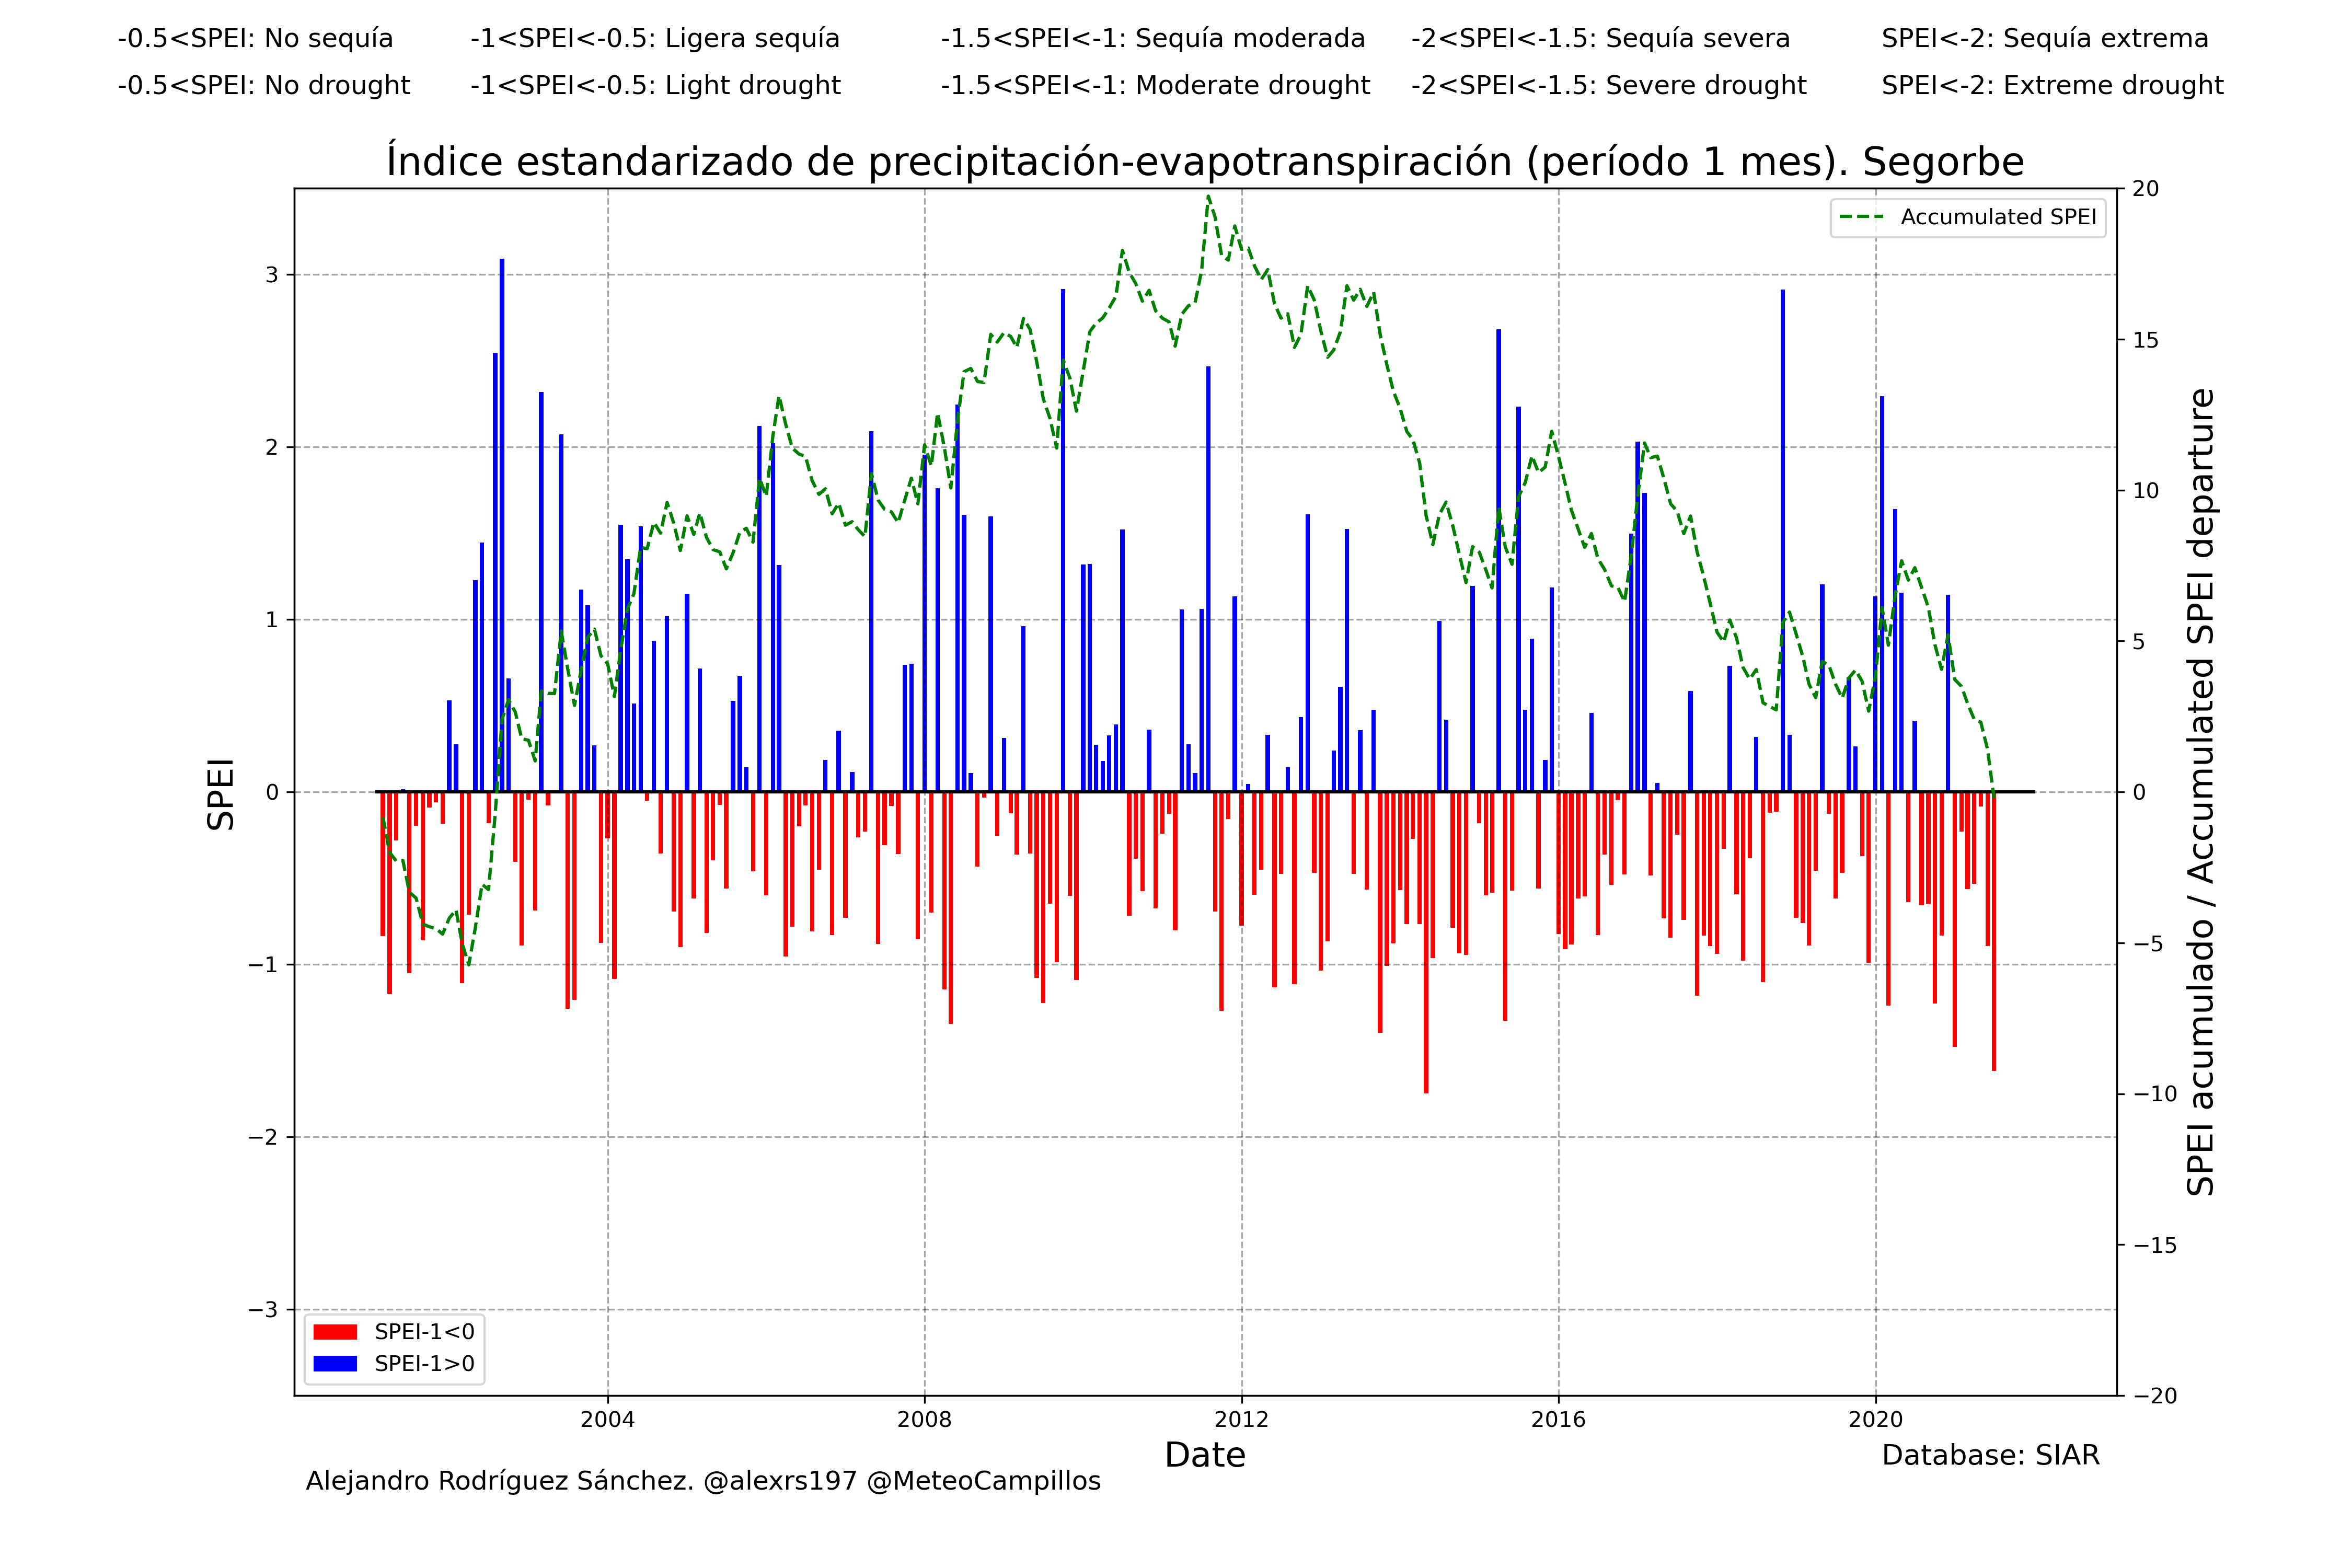 -0.5<SPEI: No sequía -1<SPEI<-0.5: Ligera sequía -1.5<SPEI<-1: Sequía moderada -2<SPEI<-1.5: Sequía severa SPEI<-2: Sequía extrema
-0.5<SPEI: No drought -1<SPEI<-0.5: Light drought -1.5<SPEI<-1: Moderate drought -2<SPEI<-1.5: Severe drought SPEI<-2: Extreme drought
Índice estandarizado de precipitación-evapotranspiración (período 1 mes). Segorbe
Accumulated SPEI
SPEI
3
2
1
0
−1
−2
−3
20
15
10
5
0
−5
−10
−15
−20
SPEI acumulado / Accumulated SPEI departure
SPEI-1<0
SPEI-1>0
2004 2008 2012 2016 2020
Date
Database: SIAR
Alejandro Rodríguez Sánchez. @alexrs197 @MeteoCampillos